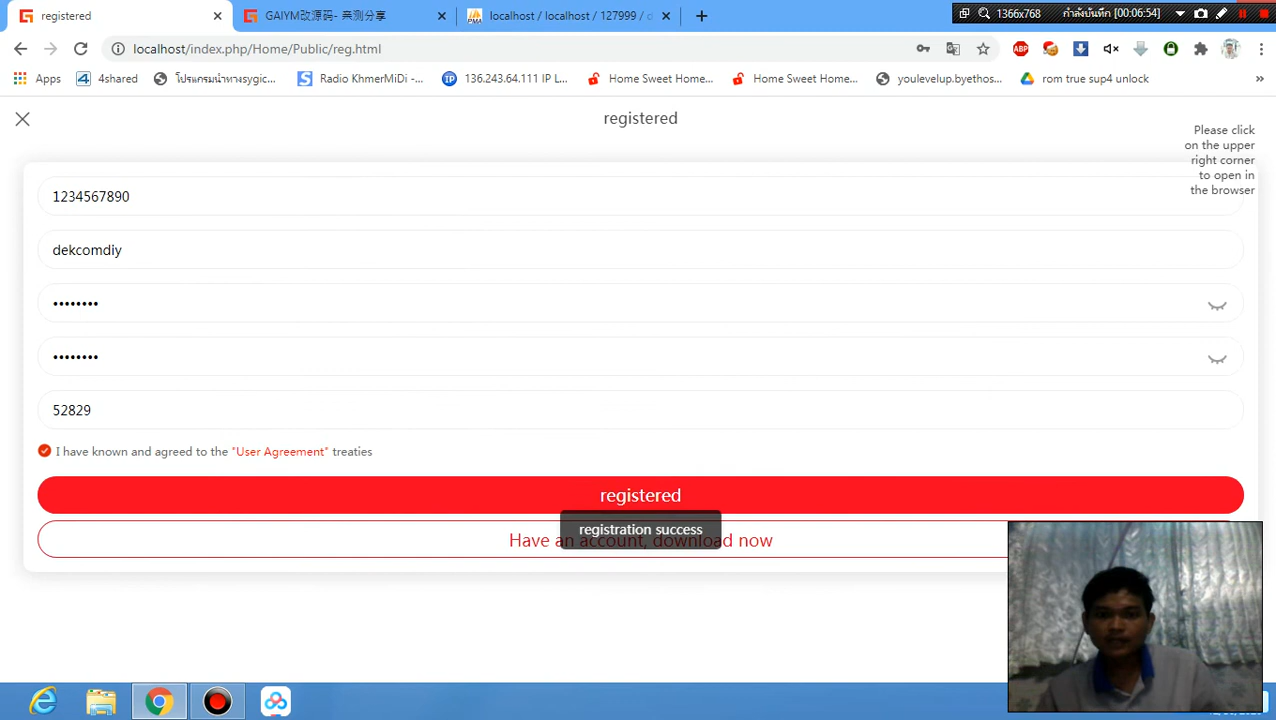 registered
GAIYM改源码- 亲测分享
localhost / localhost / 127999 / d
1366x768
กำลังบันทึก [00:06:54]
localhost/index.php/Home/Public/reg.html
ABP
Apps
4shared
โปรแกรมนำทางsygic...
Radio KhmerMiDi -...
136.243.64.111 IP L...
Home Sweet Home...
Home Sweet Home...
youlevelup.byethos...
rom true sup4 unlock
»
registered
Please click
on the upper
right corner
to open in
the browser
1234567890
dekcomdiy
••••••••
••••••••
52829
I have known and agreed to the "User Agreement" treaties
registered
registration success
Have an account, download now